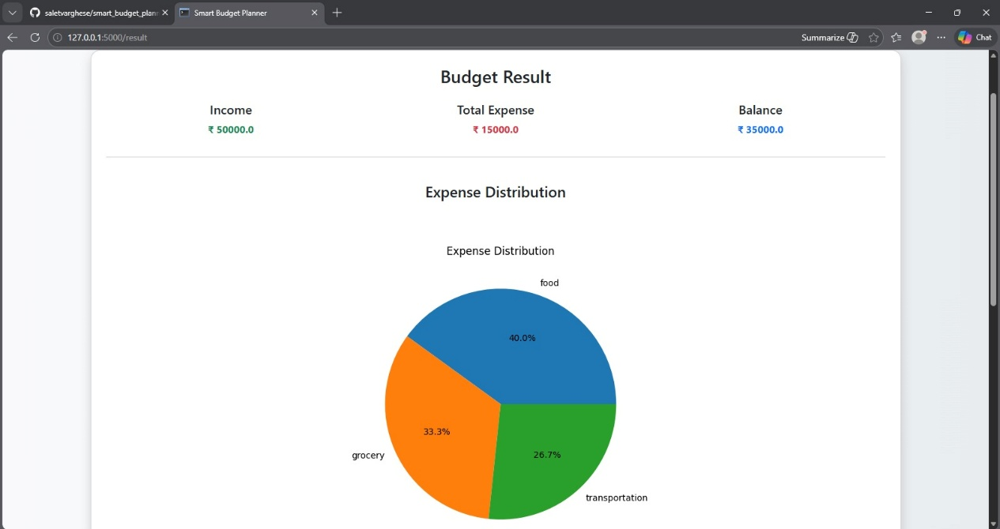 saletvarghese/smart_budget_plann
Smart Budget Planner
127.0.0.1:5000/result
Summarize
Chat
Budget Result
Income
Total Expense
Balance
₹ 50000.0
₹ 15000.0
₹ 35000.0
Expense Distribution
Expense Distribution
food
40.0%
33.3%
grocery
26.7%
transportation